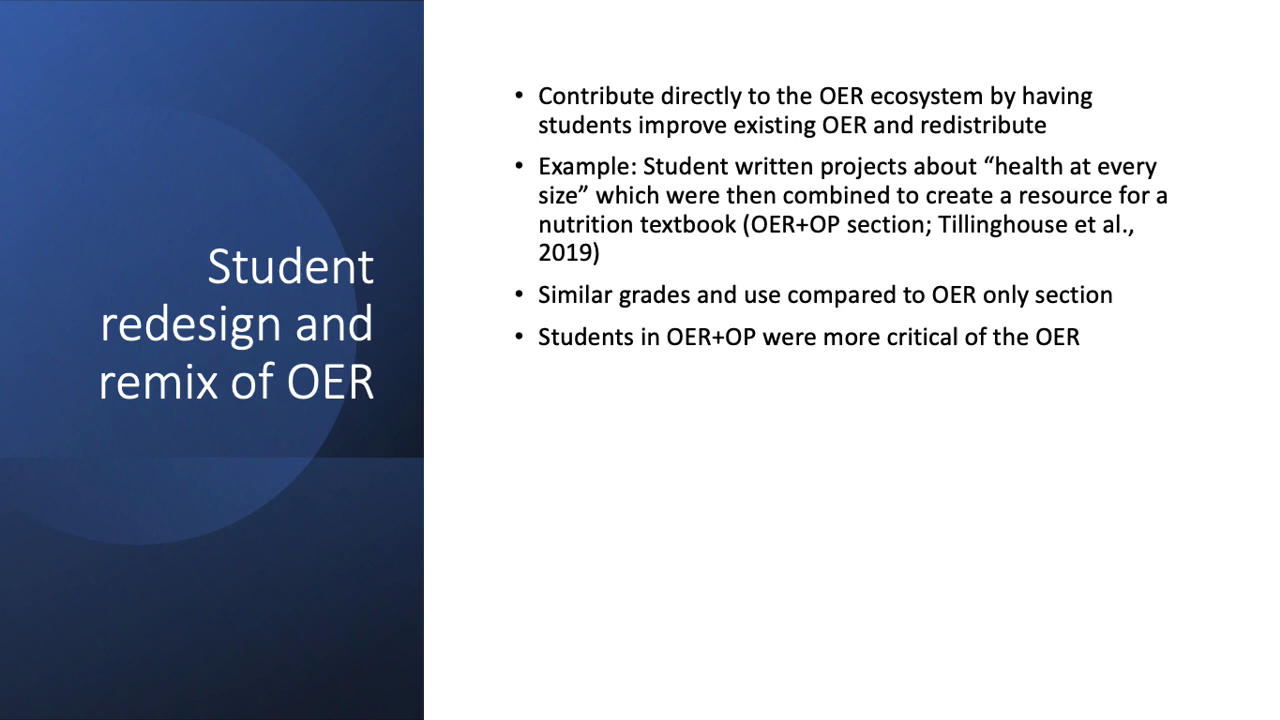 Student
redesign and
remix of OER
• Contribute directly to the OER ecosystem by having
students improve existing OER and redistribute
• Example: Student written projects about “health at every
size” which were then combined to create a resource for a
nutrition textbook (OER+OP section; Tillinghouse et al.,
2019)
• Similar grades and use compared to OER only section
• Students in OER+OP were more critical of the OER